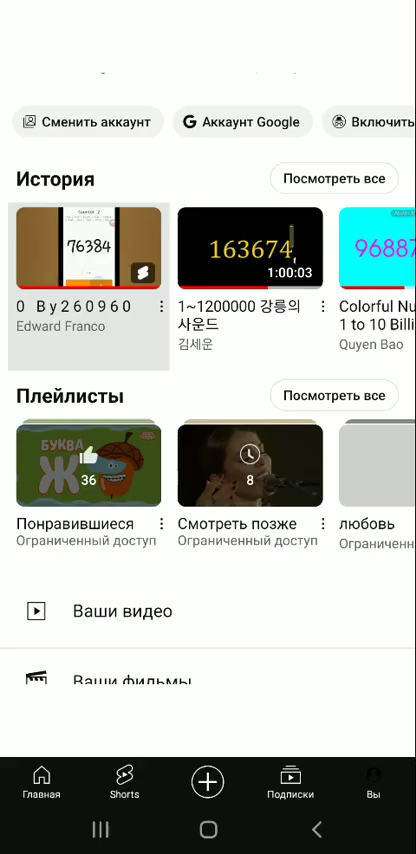 Сменить аккаунт
Аккаунт Google
Включить
История
Посмотреть все
76384
163674
1:00:03
96887
0 By260960
Edward Franco
1~1200000 강릉의
사운드
김세운
Colorful Nu
1 to 10 Billi
Quyen Bao
Плейлисты
Посмотреть все
БУКВА
Ж
36
8
Понравившиеся
Ограниченный доступ
Смотреть позже
Ограниченный доступ
любовь
Ограничен
Ваши видео
Ваши фильмы
Главная
Shorts
Подписки
Вы